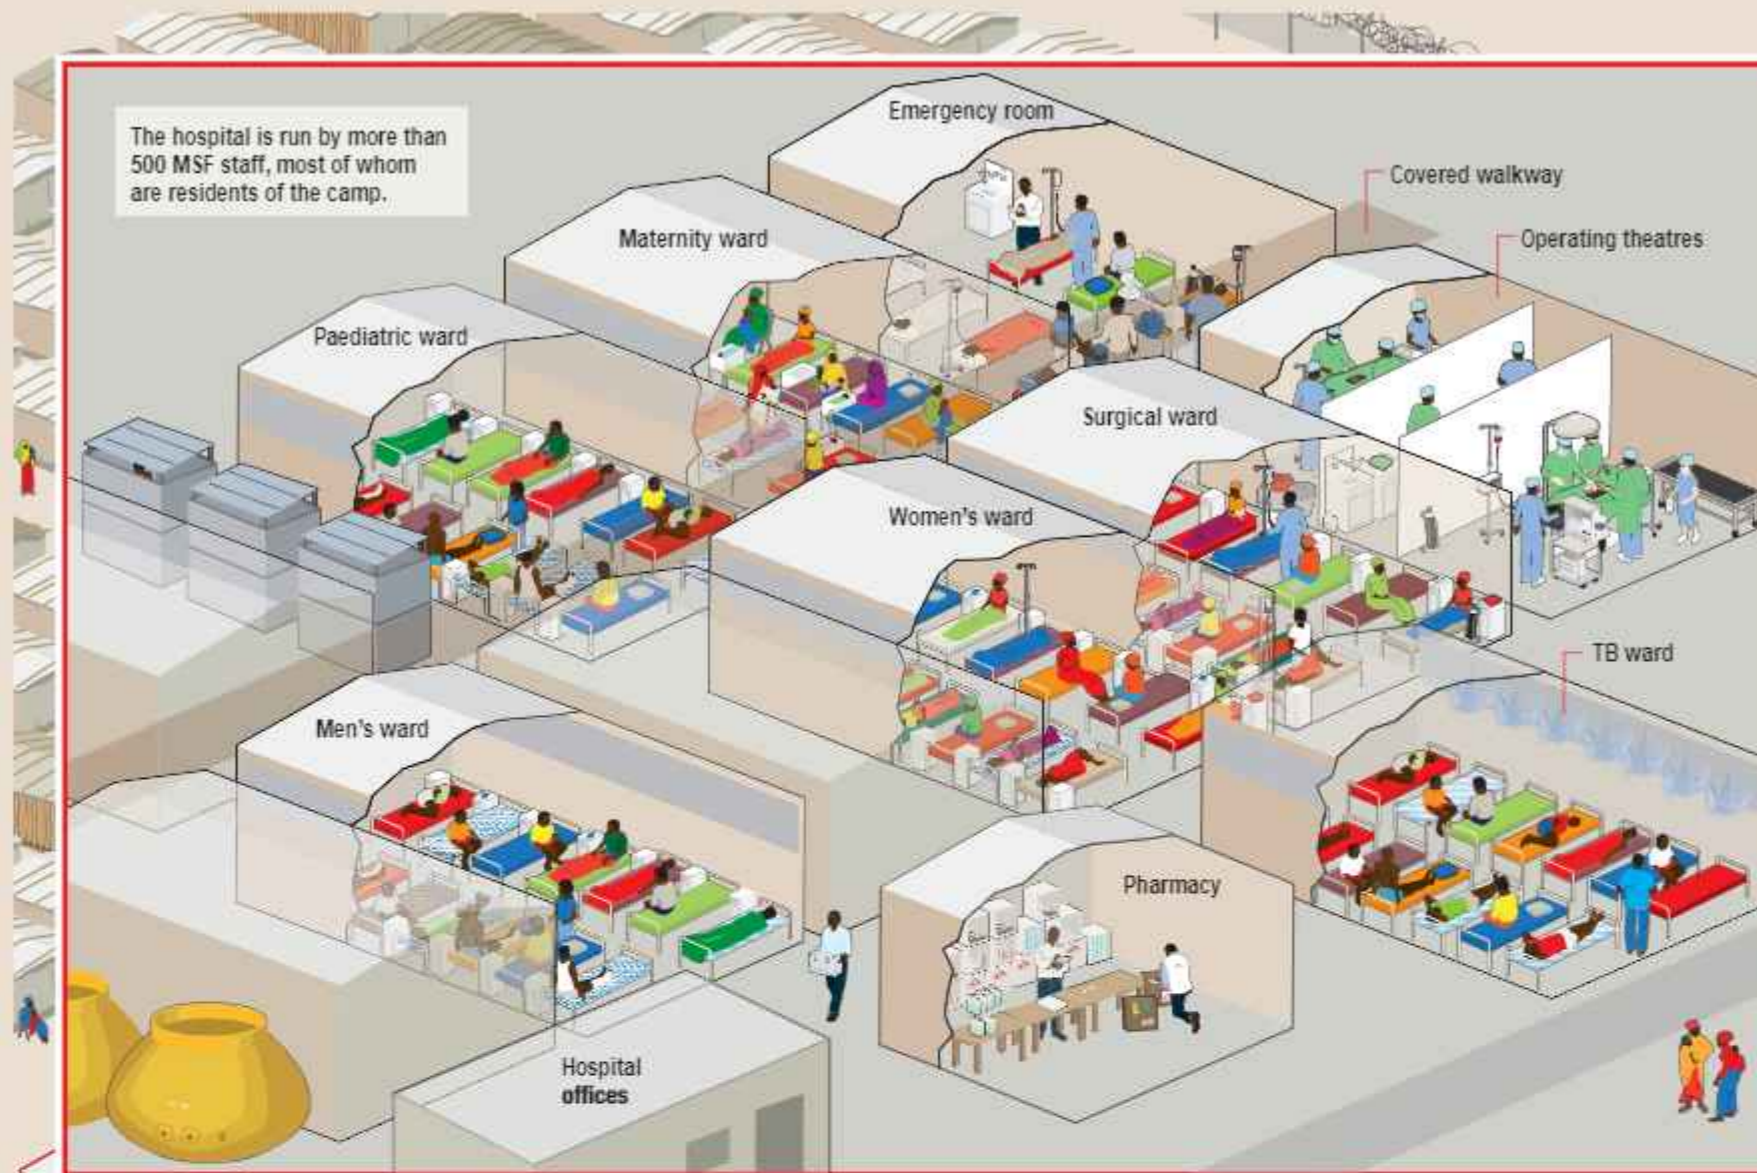 The hospital is run by more than
500 MSF staff, most of whom
are residents of the camp.
Emergency room
Covered walkway
Maternity ward
Operating theatres
Paediatric ward
Surgical ward
Women's ward
TB ward
Men's ward
Pharmacy
Hospital
offices